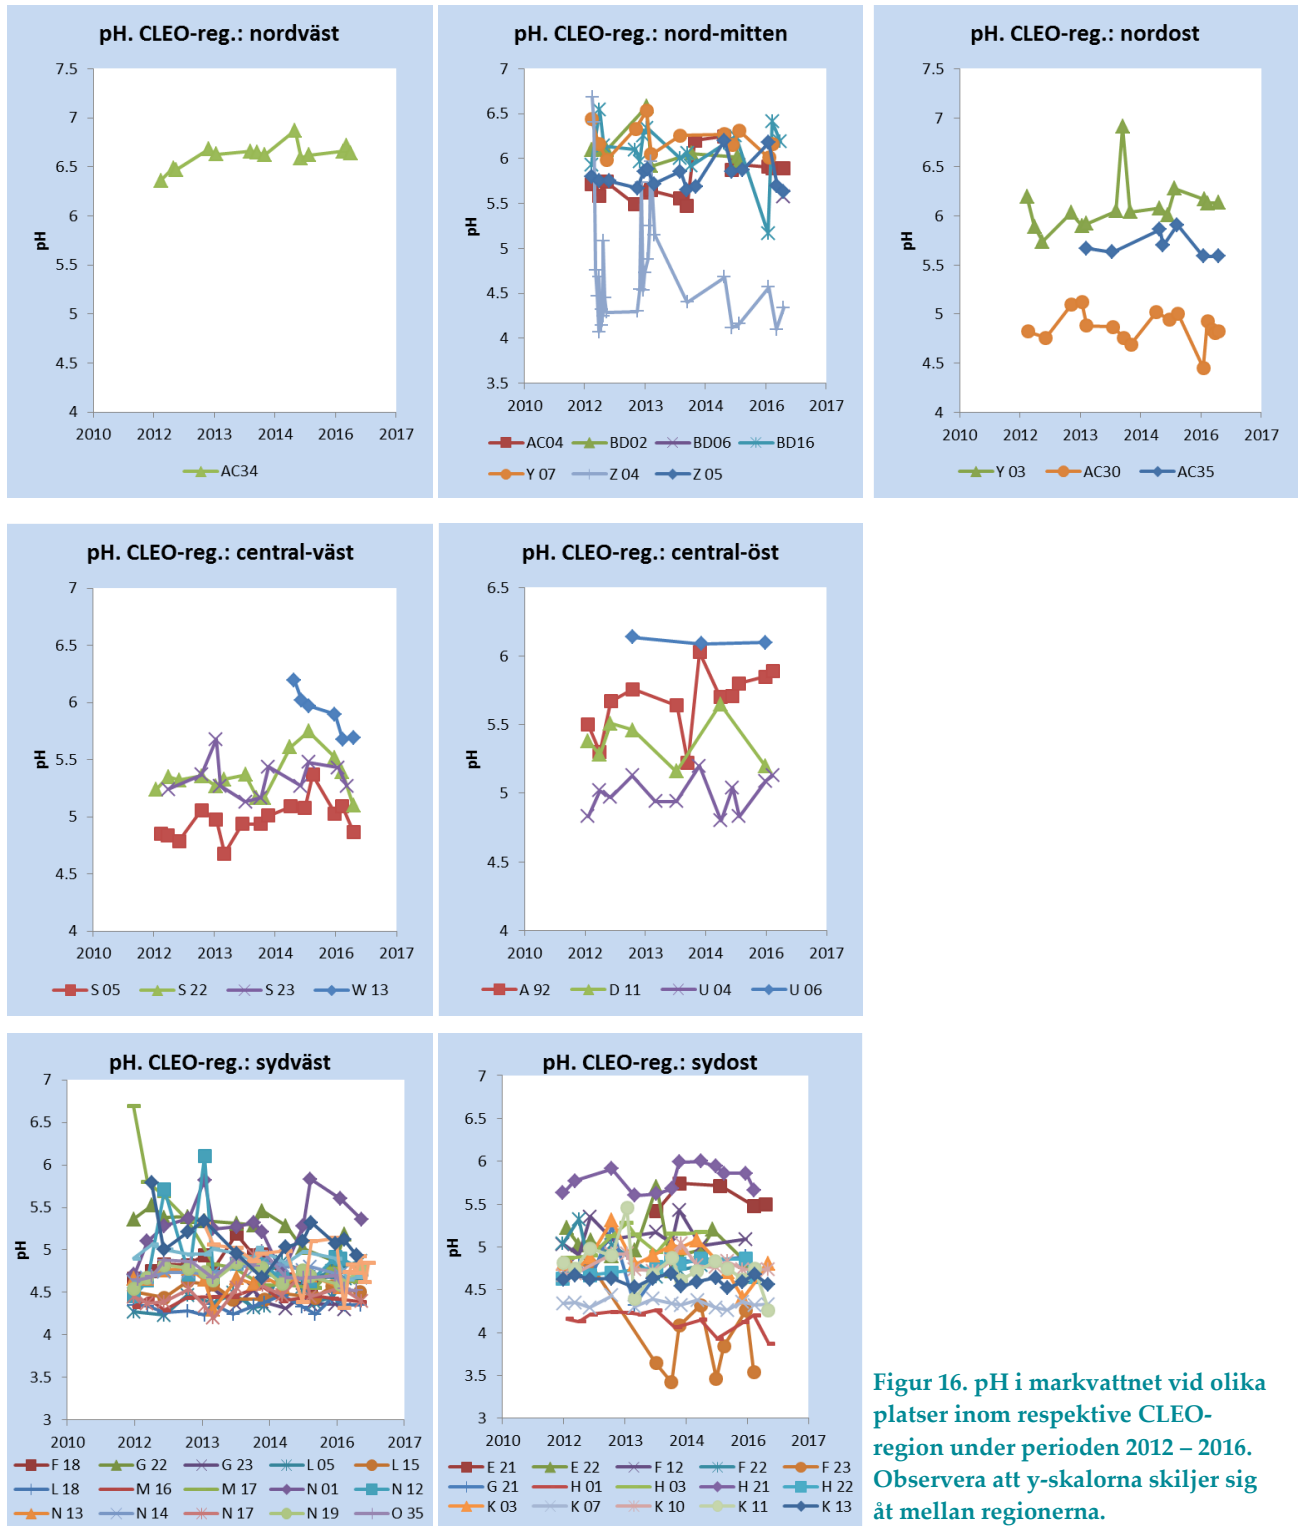 pH. CLEO-reg.: nordväst
7.5
7
6.5
6
5.5
5
4.5
4
pH
2010 2012 2013 2014 2016 2017
AC34
pH. CLEO-reg.: nord-mitten
7
6.5
6
5.5
5
4.5
4
3.5
pH
2010 2012 2013 2014 2016 2017
AC04 BD02 BD06 BD16
Y 07 Z 04 Z 05
pH. CLEO-reg.: nordost
7.5
7
6.5
6
5.5
5
4.5
4
pH
2010 2012 2013 2014 2016 2017
Y 03 AC30 AC35
pH. CLEO-reg.: central-väst
7
6.5
6
5.5
5
4.5
4
pH
2010 2012 2013 2014 2016 2017
S 05 S 22 S 23 W 13
pH. CLEO-reg.: central-öst
6.5
6
5.5
5
4.5
4
pH
2010 2012 2013 2014 2016 2017
A 92 D 11 U 04 U 06
pH. CLEO-reg.: sydväst
7
6.5
6
5.5
5
4.5
4
3.5
3
pH
2010 2012 2013 2014 2016 2017
F 18 G 22 G 23 L 05 L 15
L 18 M 16 M 17 N 01 N 12
N 13 N 14 N 17 N 19 O 35
pH. CLEO-reg.: sydost
7
6.5
6
5.5
5
4.5
4
3.5
3
pH
2010 2012 2013 2014 2016 2017
E 21 E 22 F 12 F 22 F 23
G 21 H 01 H 03 H 21 H 22
K 03 K 07 K 10 K 11 K 13
Figur 16. pH i markvattnet vid olika
platser inom respektive CLEO-
region under perioden 2012 – 2016.
Observera att y-skalorna skiljer sig
åt mellan regionerna.